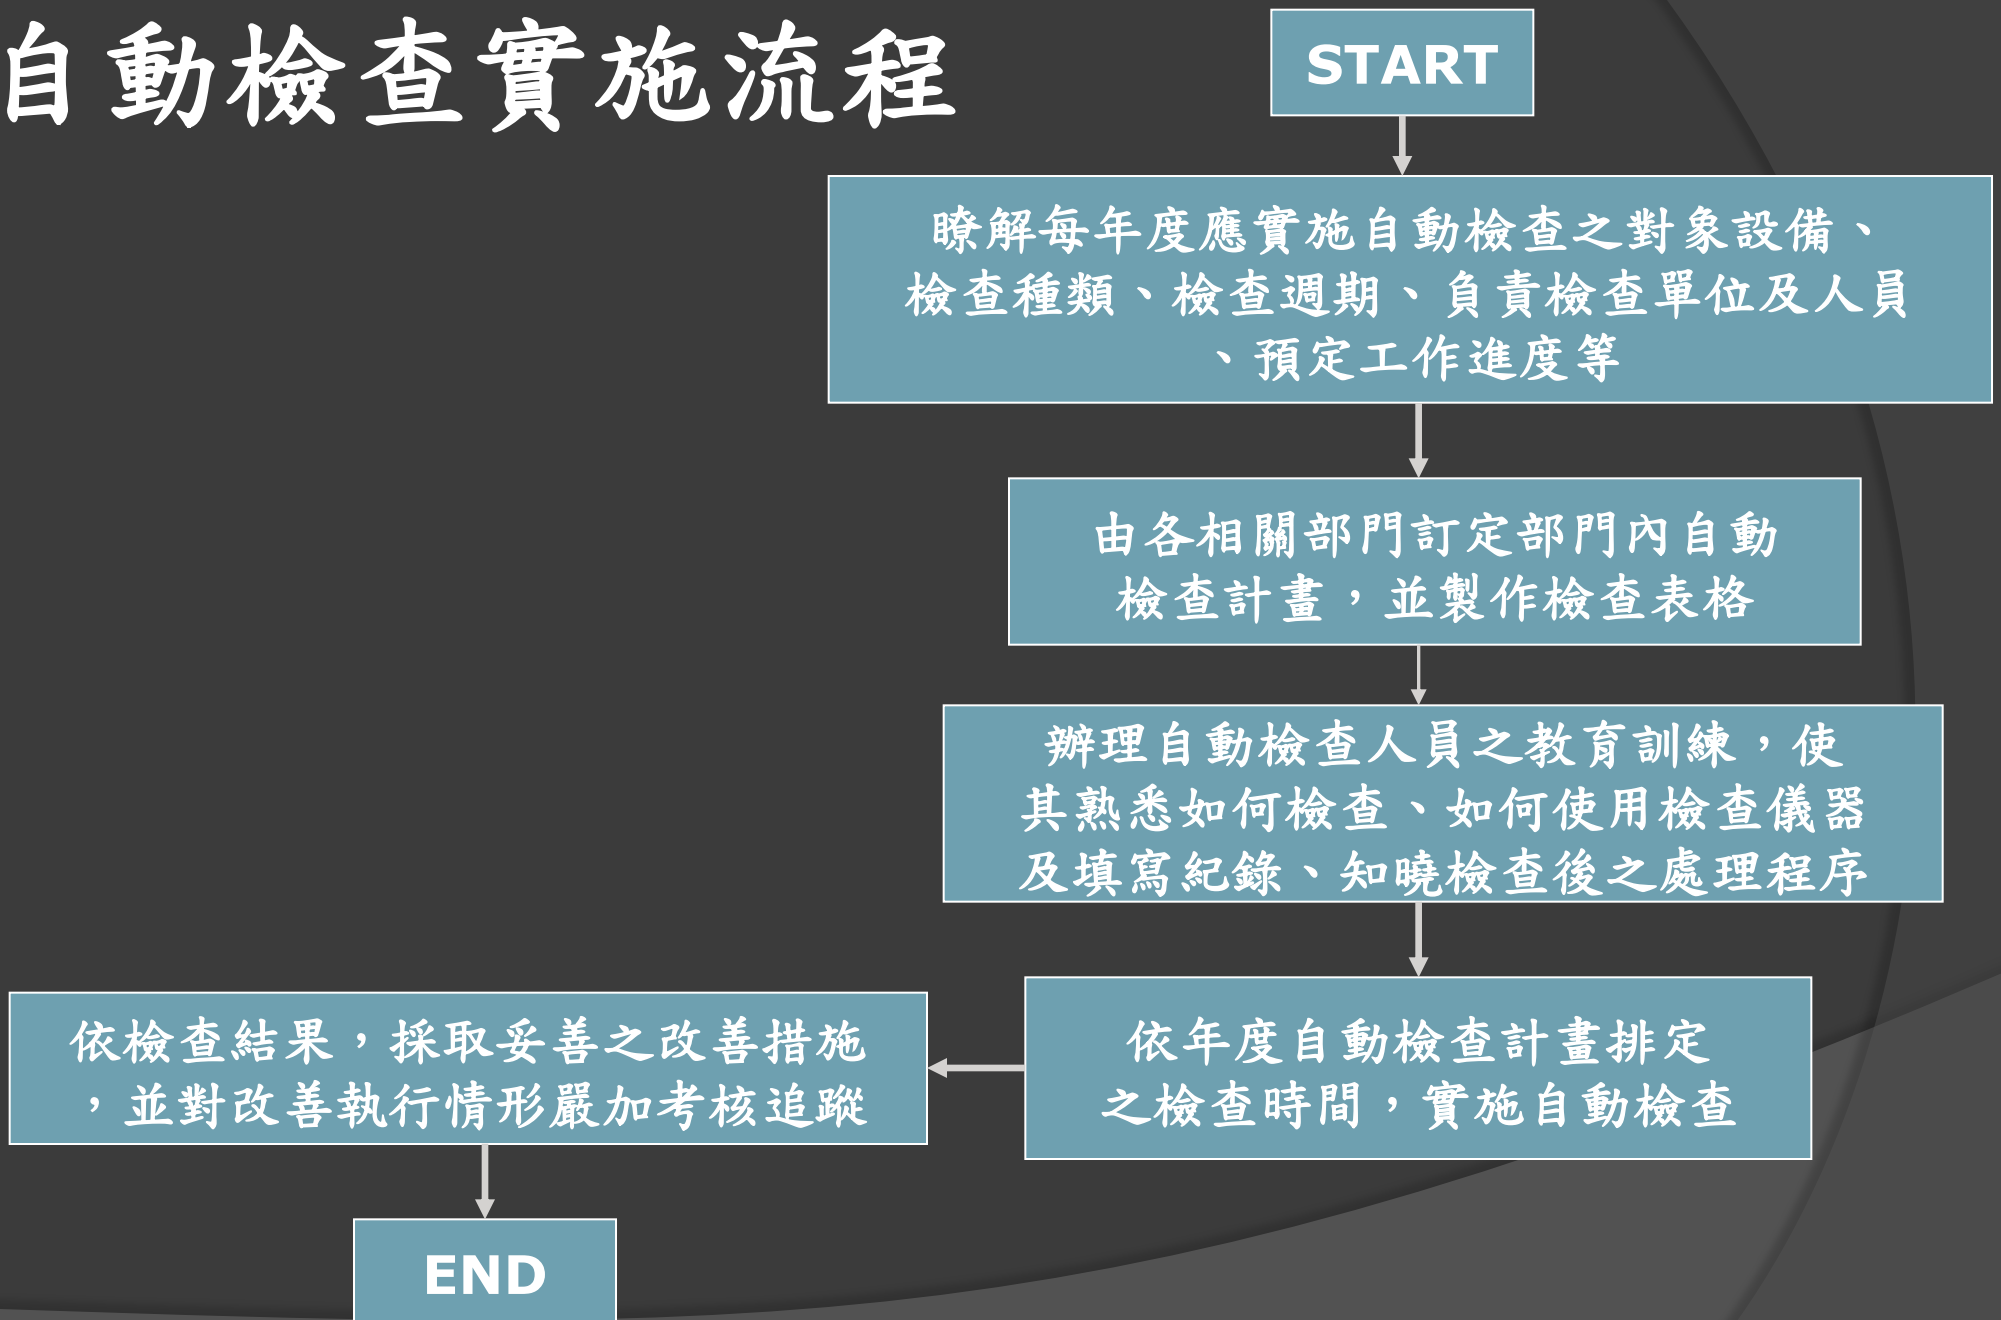 自動檢查實施流程
START
瞭解每年度應實施自動檢查之對象設備、
檢查種類、檢查週期、負責檢查單位及人員
、預定工作進度等
由各相關部門訂定部門內自動
檢查計畫，並製作檢查表格
辦理自動檢查人員之教育訓練，使
其熟悉如何檢查、如何使用檢查儀器
及填寫紀錄、知曉檢查後之處理程序
依年度自動檢查計畫排定
之檢查時間，實施自動檢查
依檢查結果，採取妥善之改善措施
，並對改善執行情形嚴加考核追蹤
END